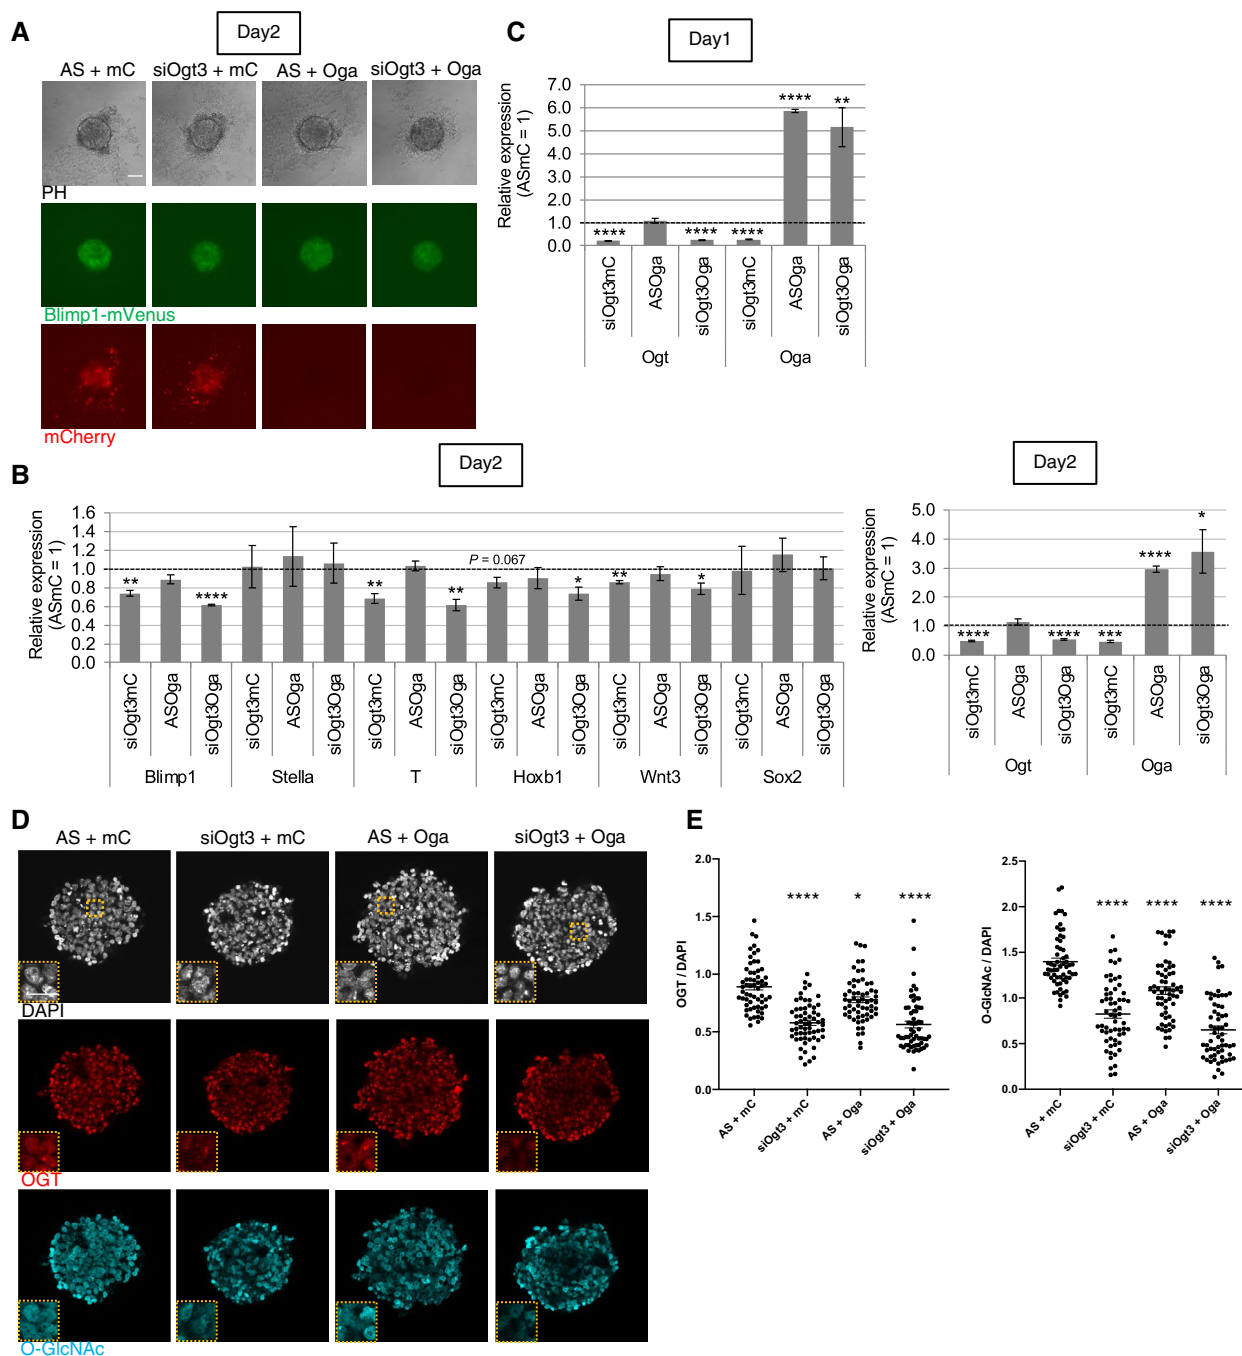 A
Day2
AS + mC siOgt3 + mC AS + Oga siOgt3 + Oga
PH
Blimp1-mVenus
mCherry
C
Day1
Relative expression
(ASmC = 1)
7.0
6.0
5.0
4.0
3.0
2.0
1.0
0.0
**** **** **** **** **
siOgt3mC ASOga siOgt3Oga siOgt3mC ASOga siOgt3Oga
Ogt Oga
B
Day2
Relative expression
(ASmC = 1)
1.6
1.4
1.2
1.0
0.8
0.6
0.4
0.2
0.0
** **** ** ** P = 0.067 * ** *
siOgt3mC ASOga siOgt3Oga siOgt3mC ASOga siOgt3Oga siOgt3mC ASOga siOgt3Oga siOgt3mC ASOga siOgt3Oga siOgt3mC ASOga siOgt3Oga siOgt3mC ASOga siOgt3Oga
Blimp1 Stella T Hoxb1 Wnt3 Sox2
Day2
5.0
4.0
3.0
2.0
1.0
0.0
**** **** *** **** *
siOgt3mC ASOga siOgt3Oga siOgt3mC ASOga siOgt3Oga
Ogt Oga
D
AS + mC siOgt3 + mC AS + Oga siOgt3 + Oga
DAPI
OGT
O-GlcNAc
E
OGT / DAPI
2.0
1.5
1.0
0.5
0.0
**** * ****
AS + mC siOgt3 + mC AS + Oga siOgt3 + Oga
O-GlcNAc / DAPI
2.5
2.0
1.5
1.0
0.5
0.0
**** **** ****
AS + mC siOgt3 + mC AS + Oga siOgt3 + Oga